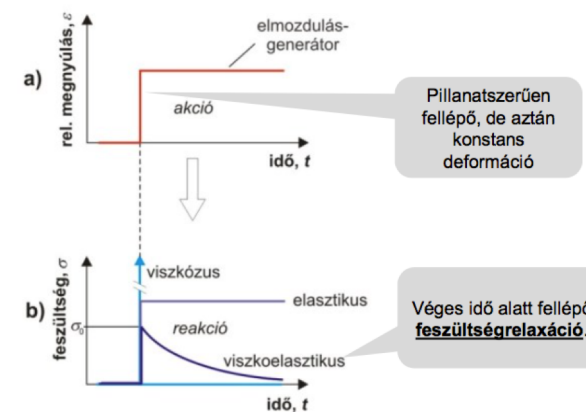 a)
rel. megnyúlás, ε
elmozdulás-
generátor
akció
idő, t
Pillanatszerűen
fellépő, de aztán
konstans
deformáció
b)
feszültség, σ
σ₀
viszkózus
elasztikus
reakció
viszkoelasztikus
idő, t
Véges idő alatt fellépő
feszültségrelaxáció.